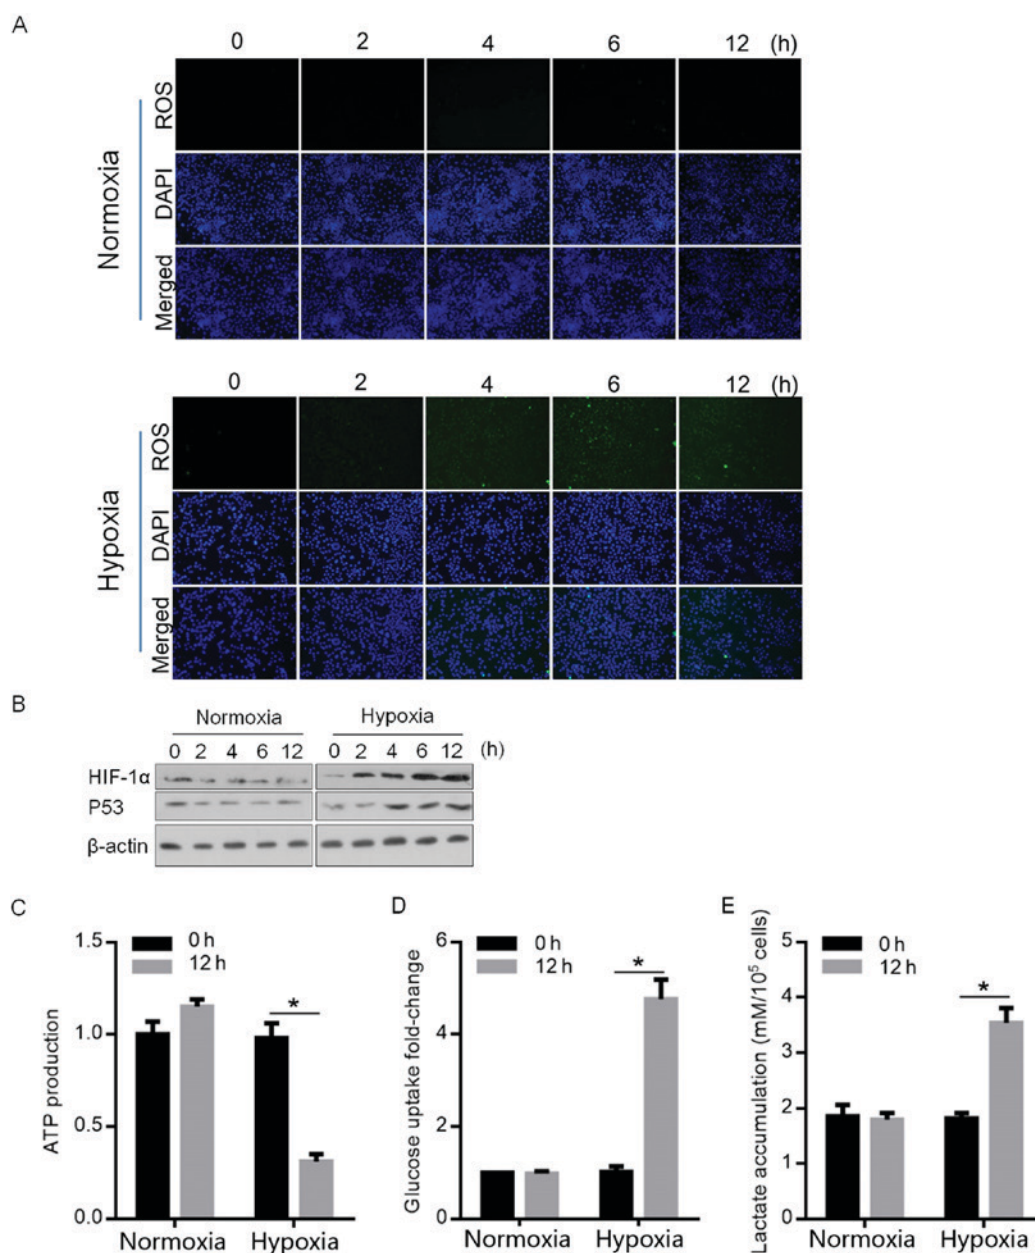 A
0 2 4 6 12 (h)
Normoxia
ROS
DAPI
Merged
0 2 4 6 12 (h)
Hypoxia
ROS
DAPI
Merged
B
Normoxia Hypoxia
0 2 4 6 12 0 2 4 6 12 (h)
HIF-1α
P53
β-actin
C
0 h
12 h
ATP production
1.5
1.0
0.5
0.0
*
Normoxia Hypoxia
D
0 h
12 h
Glucose uptake fold-change
6
4
2
0
*
Normoxia Hypoxia
E
0 h
12 h
Lactate accumulation (mM/10⁵ cells)
5
4
3
2
1
0
*
Normoxia Hypoxia